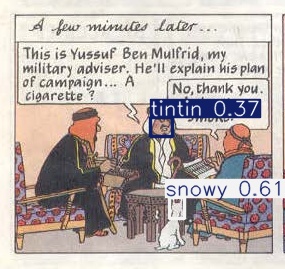 A few minutes later...
This is Yussuf Ben Mulfrid, my
military adviser. He'll explain his plan
of campaign... A
cigarette ?
No, thank you.
tintin 0.37
snowy 0.61